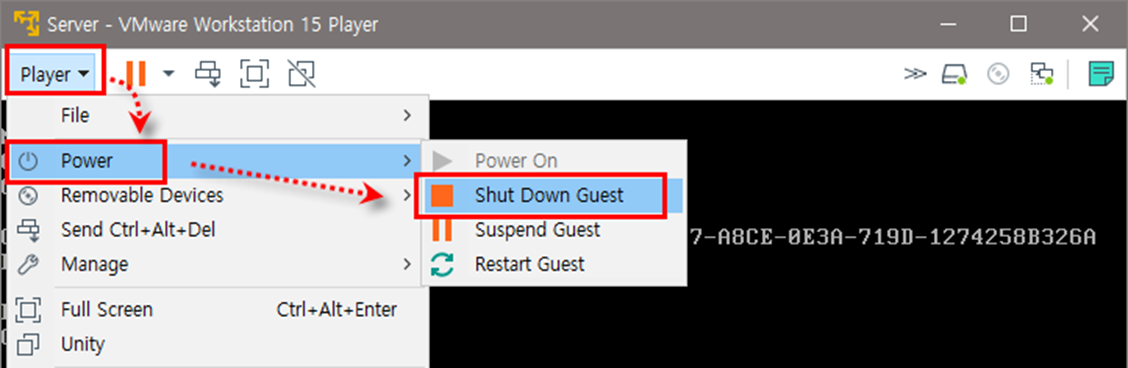 Server - VMware Workstation 15 Player
Player
File
Power
Removable Devices
Send Ctrl+Alt+Del
Manage
Full Screen Ctrl+Alt+Enter
Unity
Power On
Shut Down Guest
Suspend Guest
Restart Guest
7-A8CE-0E3A-719D-1274258B326A